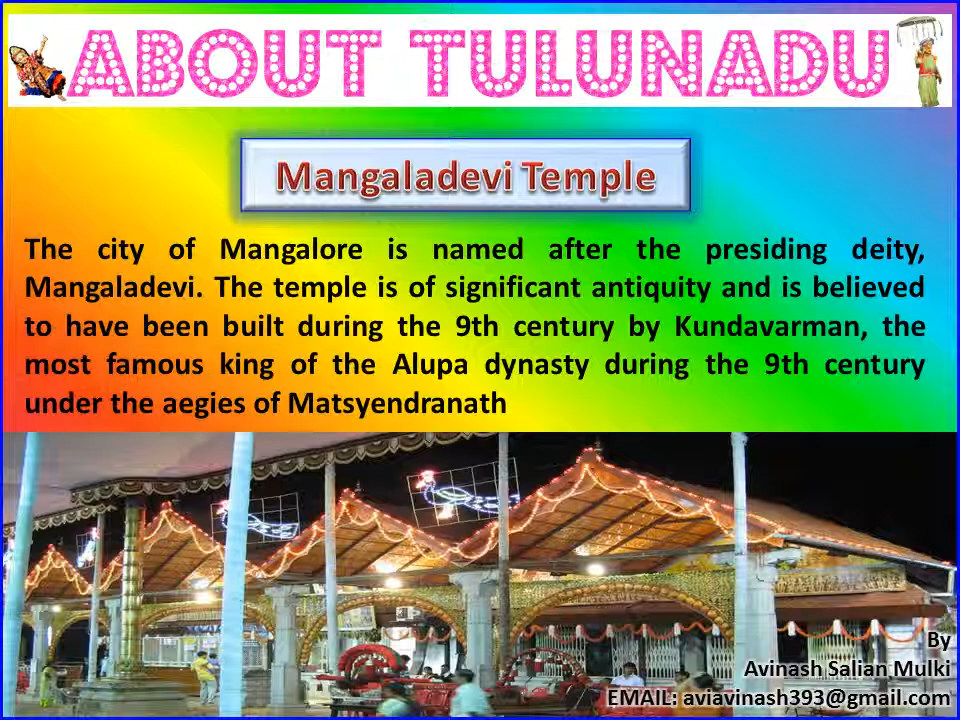 ABOUT TULUNADU
Mangaladevi Temple
The city of Mangalore is named after the presiding deity,
Mangaladevi. The temple is of significant antiquity and is believed
to have been built during the 9th century by Kundavarman, the
most famous king of the Alupa dynasty during the 9th century
under the aegies of Matsyendranath
By
Avinash Salian Mulki
EMAIL: aviavinash393@gmail.com